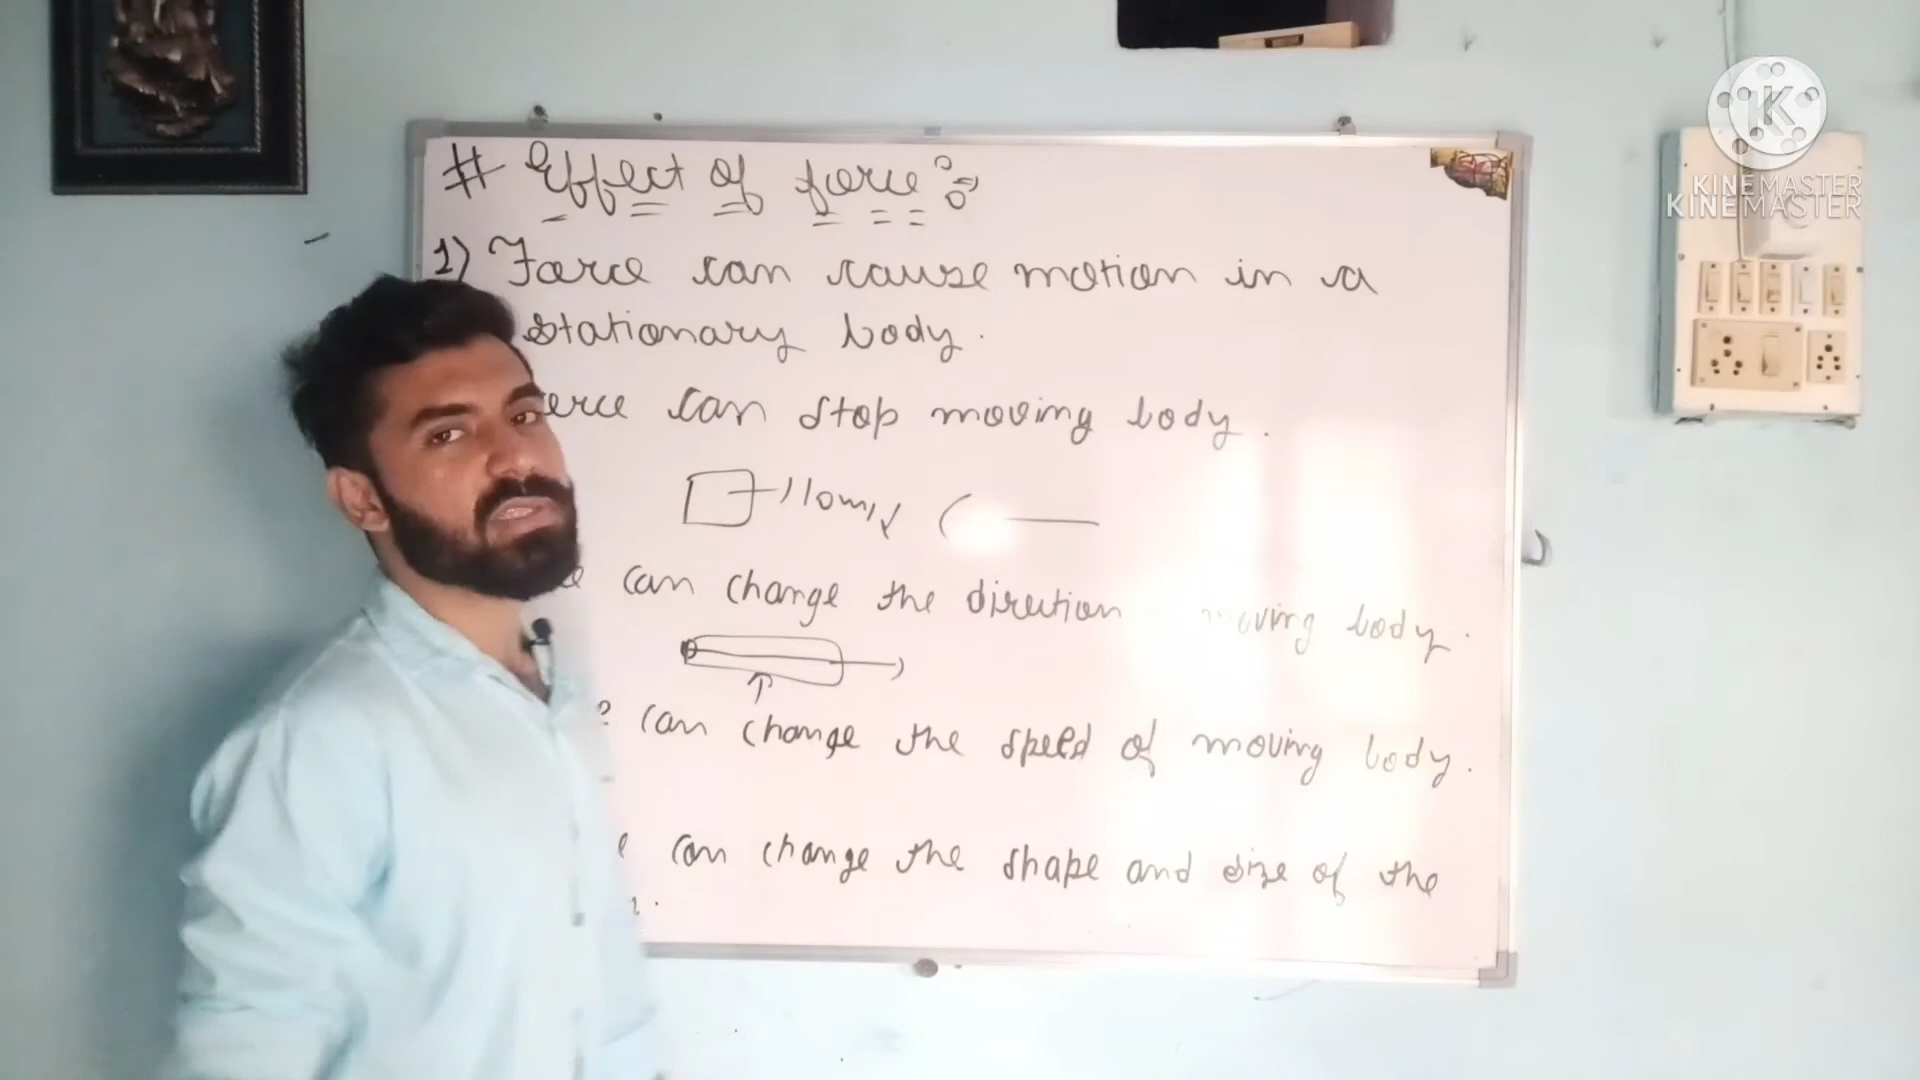 # Effect of force :⇒
1) Force can cause motion in a
stationary body.
can stop moving body.
10m/s
can change the direction moving body.
can change the speed of moving body.
can change the shape and size of the
KINEMASTER
KINEMASTER